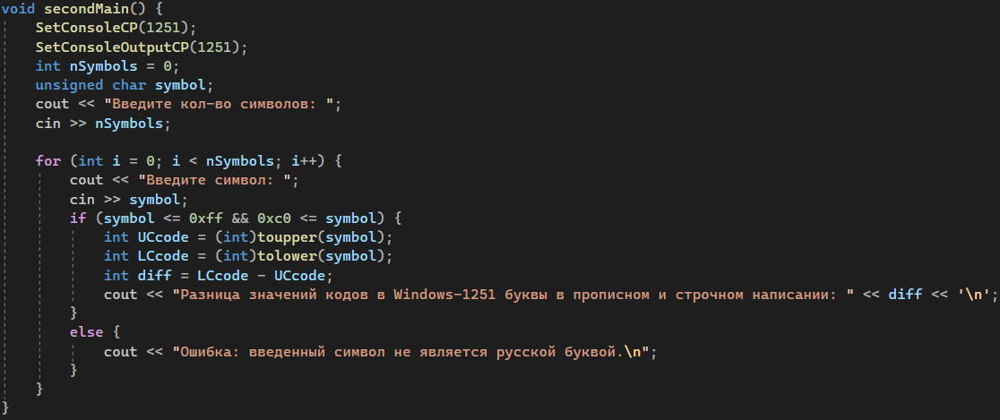 void secondMain() {
    SetConsoleCP(1251);
    SetConsoleOutputCP(1251);
    int nSymbols = 0;
    unsigned char symbol;
    cout << "Введите кол-во символов: ";
    cin >> nSymbols;

    for (int i = 0; i < nSymbols; i++) {
        cout << "Введите символ: ";
        cin >> symbol;
        if (symbol <= 0xff && 0xc0 <= symbol) {
            int UCcode = (int)toupper(symbol);
            int LCcode = (int)tolower(symbol);
            int diff = LCcode - UCcode;
            cout << "Разница значений кодов в Windows-1251 буквы в прописном и строчном написании: " << diff << '\n';
        }
        else {
            cout << "Ошибка: введенный символ не является русской буквой.\n";
        }
    }
}